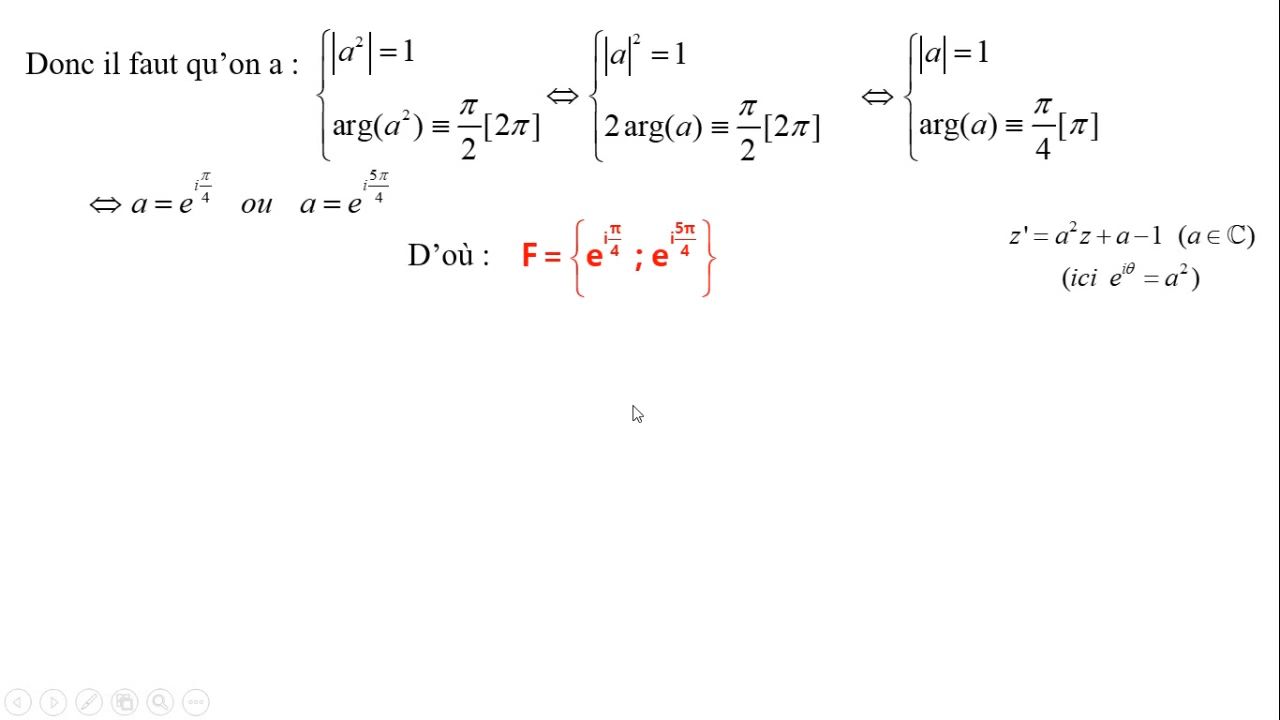 Donc il faut qu'on a : { |a²| = 1 ; arg(a²) ≡ π/2 [2π] ⇔ { |a|² = 1 ; 2 arg(a) ≡ π/2 [2π] ⇔ { |a| = 1 ; arg(a) ≡ π/4 [π]
⇔ a = e^{iπ/4} ou a = e^{i5π/4}
z' = a²z + a − 1 (a ∈ ℂ)
D'où : F = { e^{iπ/4} ; e^{i5π/4} }
(ici e^{iθ} = a²)